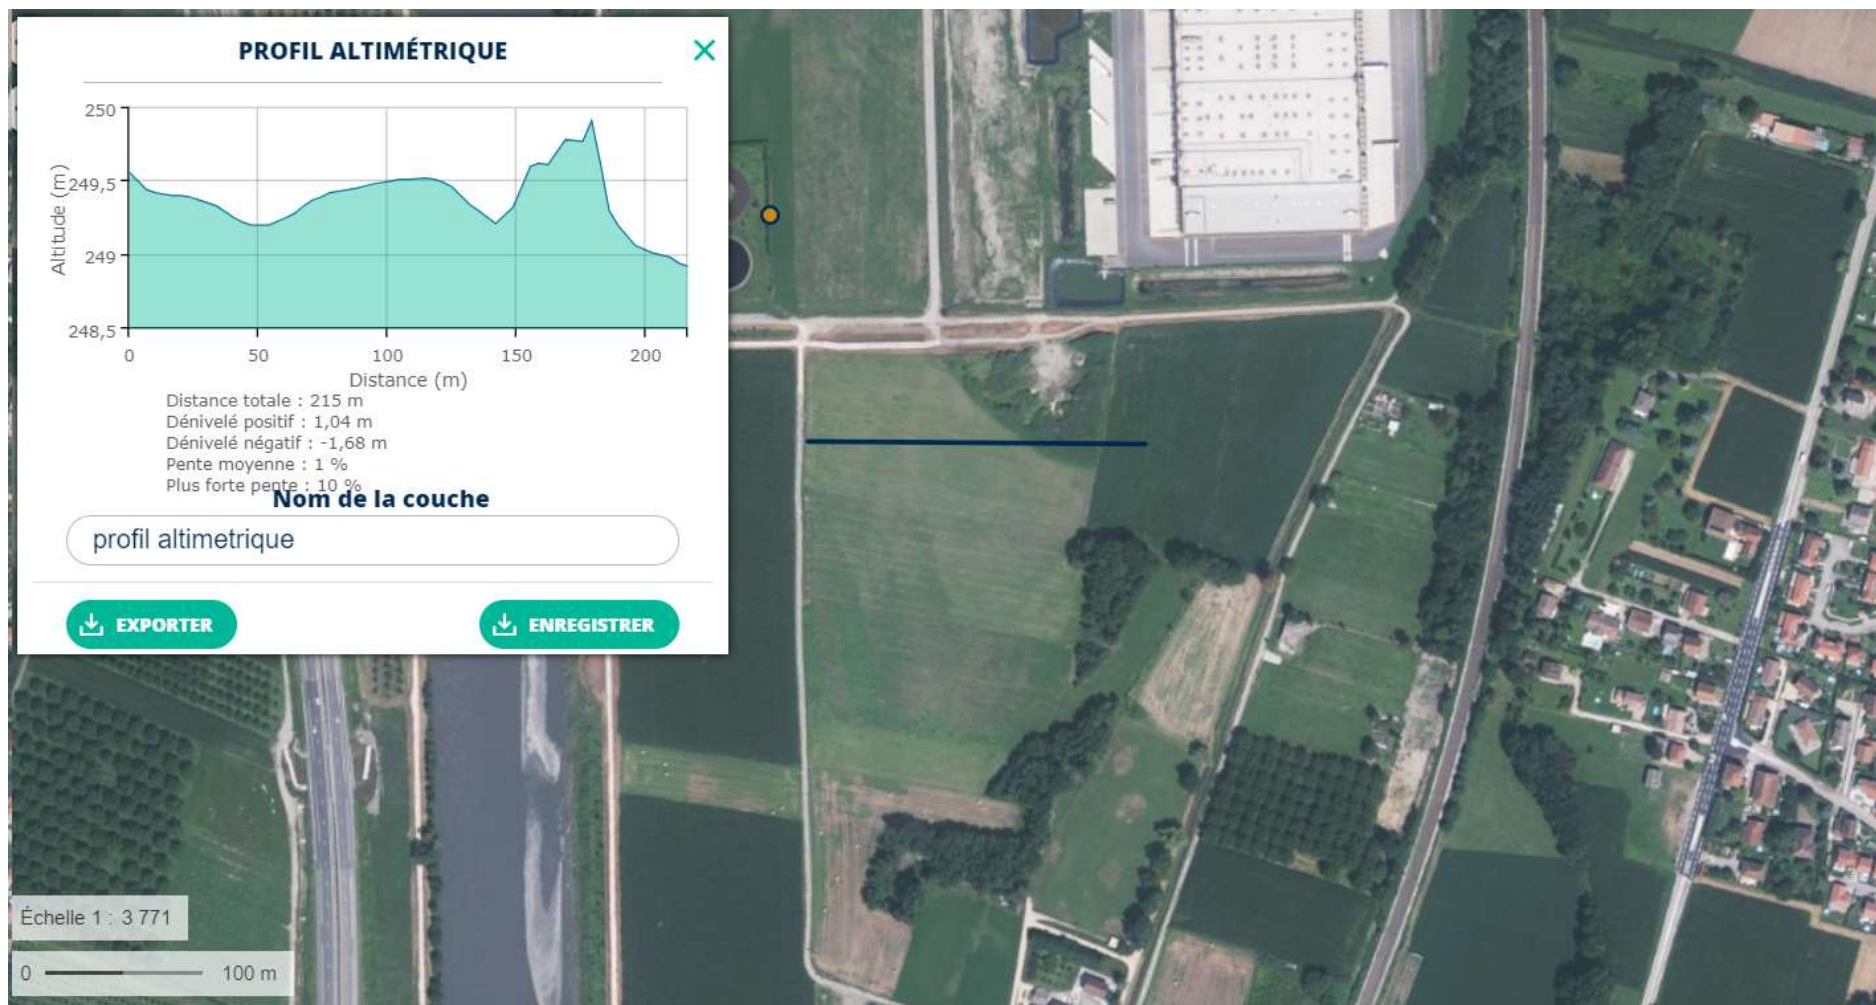 PROFIL ALTIMÉTRIQUE
250
249,5
249
248,5
Altitude (m)
0 50 100 150 200
Distance (m)
Distance totale : 215 m
Dénivelé positif : 1,04 m
Dénivelé négatif : -1,68 m
Pente moyenne : 1 %
Plus forte pente : 10 %
Nom de la couche
profil altimetrique
EXPORTER ENREGISTRER
Échelle 1 : 3 771
0 100 m